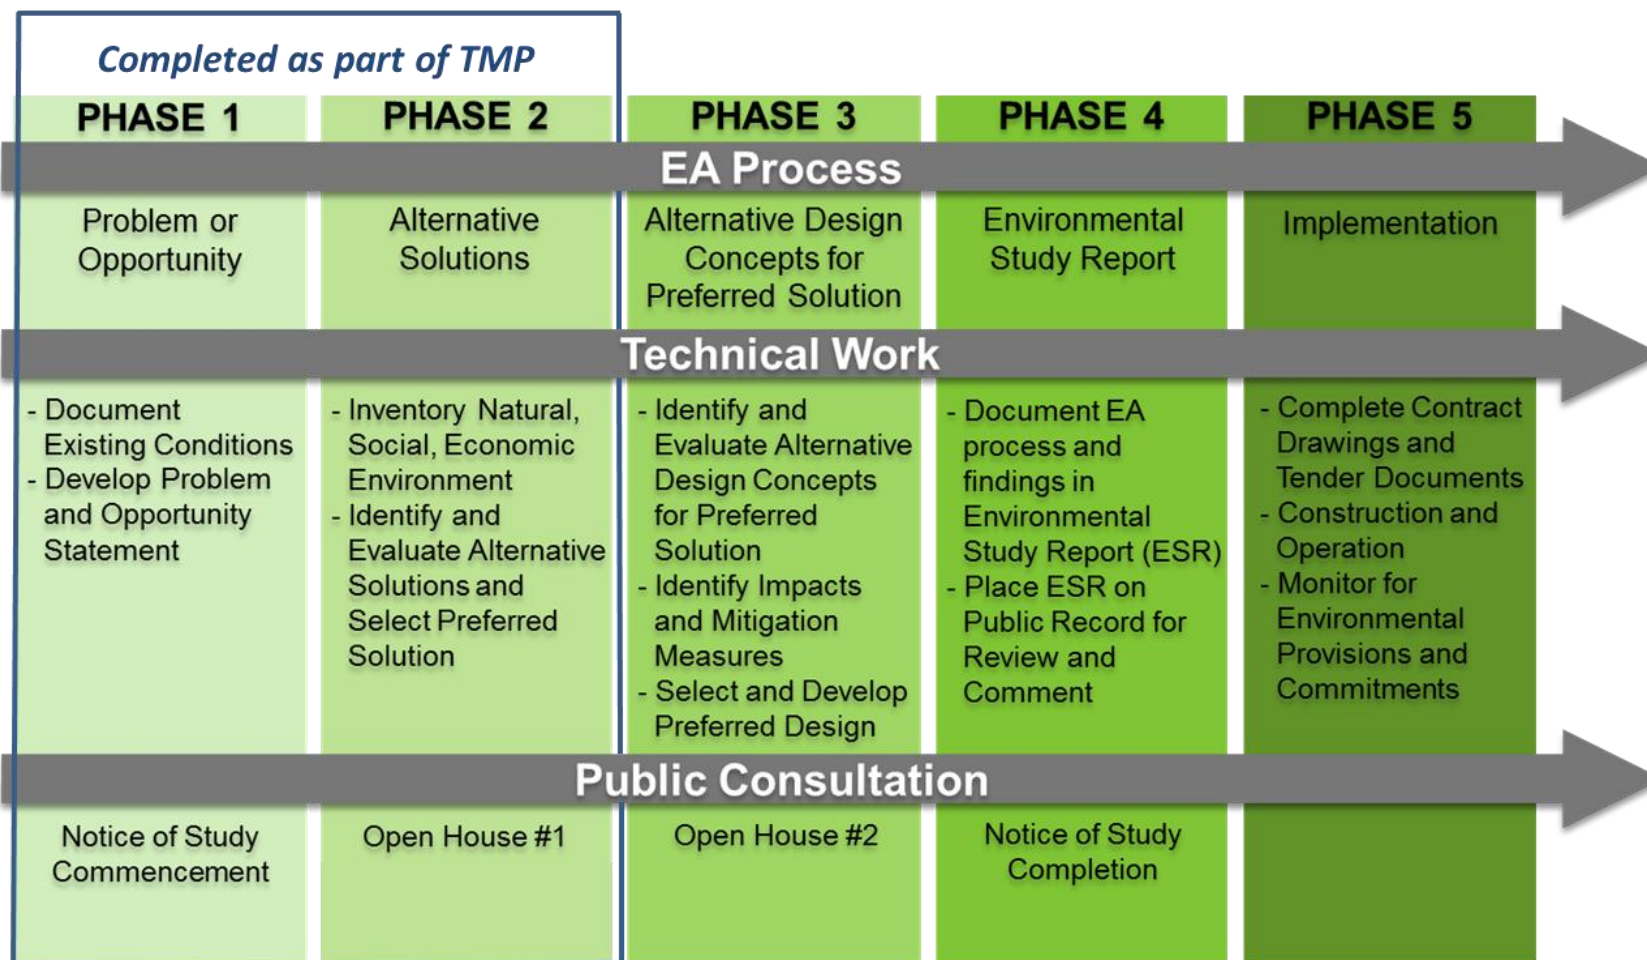 Completed as part of TMP
PHASE 1
PHASE 2
PHASE 3
PHASE 4
PHASE 5
EA Process
Problem or
Opportunity
Alternative
Solutions
Alternative Design
Concepts for
Preferred Solution
Environmental
Study Report
Implementation
Technical Work
- Document
Existing Conditions
- Develop Problem
and Opportunity
Statement
- Inventory Natural,
Social, Economic
Environment
- Identify and
Evaluate Alternative
Solutions and
Select Preferred
Solution
- Identify and
Evaluate Alternative
Design Concepts
for Preferred
Solution
- Identify Impacts
and Mitigation
Measures
- Select and Develop
Preferred Design
- Document EA
process and
findings in
Environmental
Study Report (ESR)
- Place ESR on
Public Record for
Review and
Comment
- Complete Contract
Drawings and
Tender Documents
- Construction and
Operation
- Monitor for
Environmental
Provisions and
Commitments
Public Consultation
Notice of Study
Commencement
Open House #1
Open House #2
Notice of Study
Completion